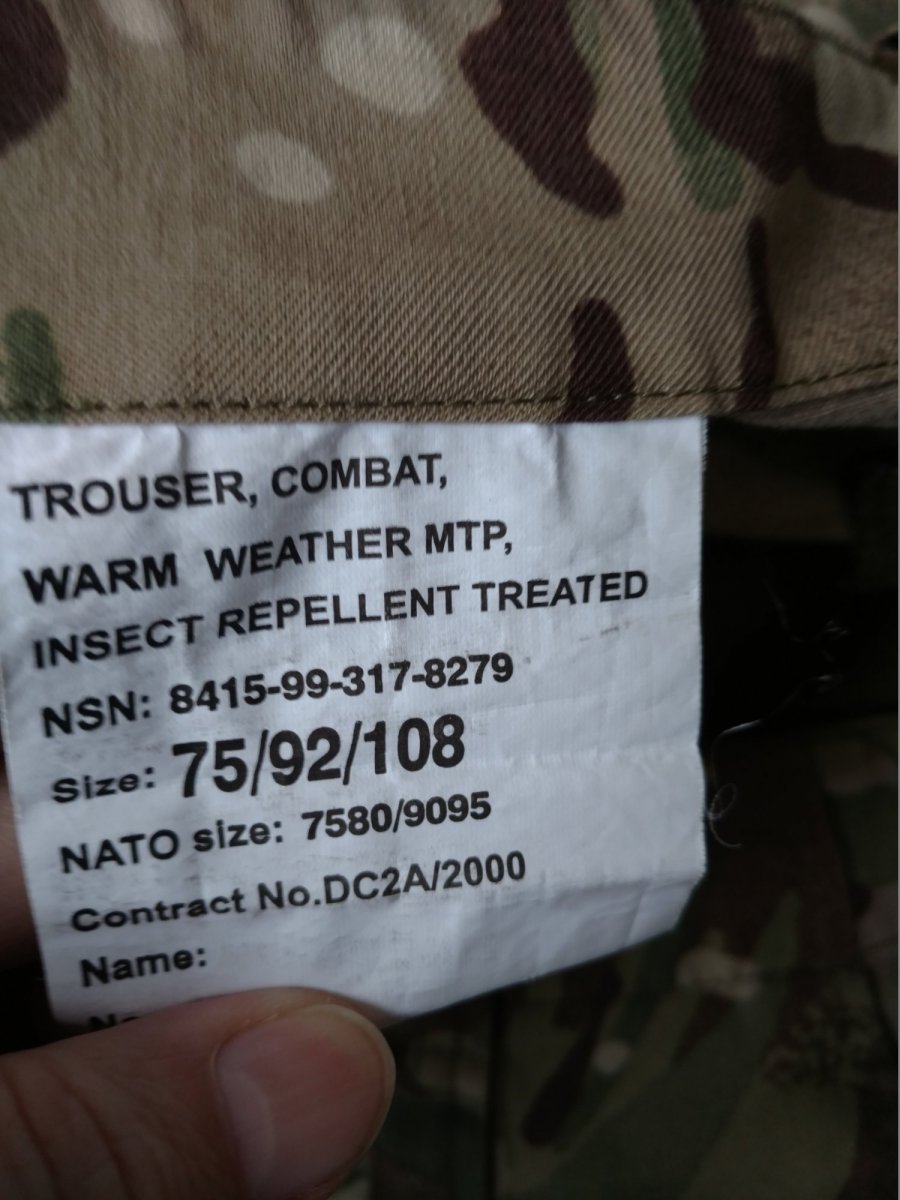 TROUSER, COMBAT,
WARM WEATHER MTP,
INSECT REPELLENT TREATED
NSN: 8415-99-317-8279
Size: 75/92/108
NATO size: 7580/9095
Contract No.DC2A/2000
Name: